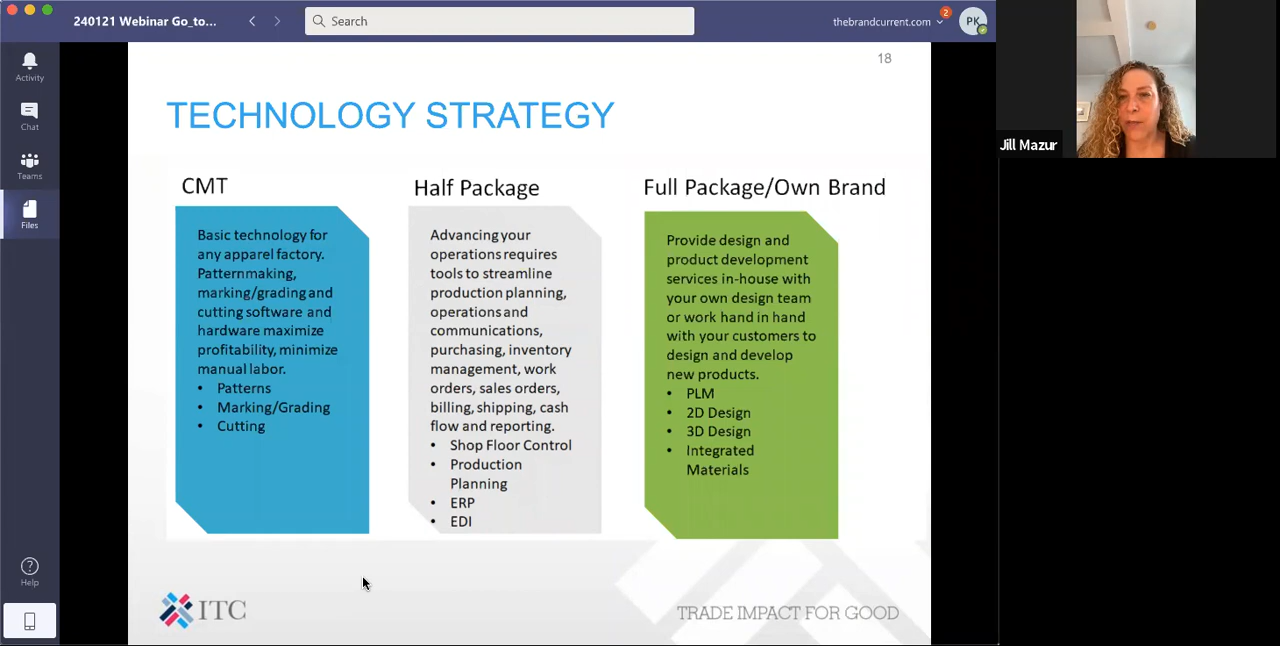 240121 Webinar Go_to...
Search
thebrandcurrent.com
2
PK
Activity
Chat
Teams
Files
Help
18
TECHNOLOGY STRATEGY
CMT
Basic technology for
any apparel factory.
Patternmaking,
marking/grading and
cutting software and
hardware maximize
profitability, minimize
manual labor.
• Patterns
• Marking/Grading
• Cutting
Half Package
Advancing your
operations requires
tools to streamline
production planning,
operations and
communications,
purchasing, inventory
management, work
orders, sales orders,
billing, shipping, cash
flow and reporting.
• Shop Floor Control
• Production
Planning
• ERP
• EDI
Full Package/Own Brand
Provide design and
product development
services in-house with
your own design team
or work hand in hand
with your customers to
design and develop
new products.
• PLM
• 2D Design
• 3D Design
• Integrated
Materials
ITC
TRADE IMPACT FOR GOOD
Jill Mazur